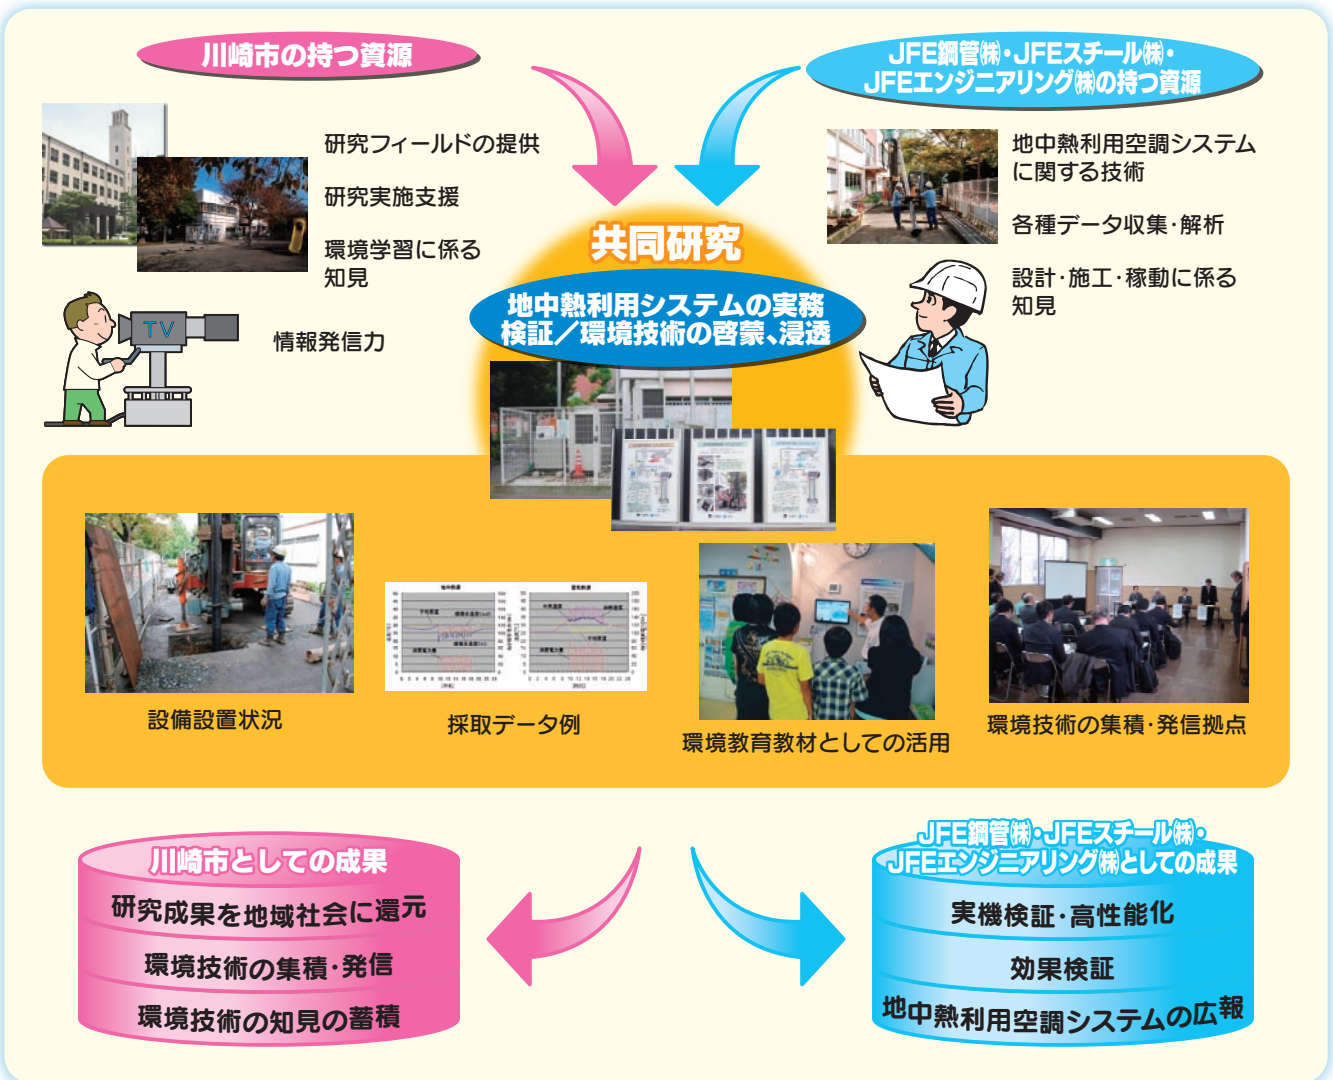 川崎市の持つ資源
JFE鋼管㈱・JFEスチール㈱・
JFEエンジニアリング㈱の持つ資源
研究フィールドの提供
研究実施支援
環境学習に係る
知見
TV
情報発信力
地中熱利用空調システム
に関する技術
各種データ収集・解析
設計・施工・稼動に係る
知見
共同研究
地中熱利用システムの実務
検証／環境技術の啓蒙、浸透
設備設置状況
採取データ例
環境教育教材としての活用
環境技術の集積・発信拠点
川崎市としての成果
研究成果を地域社会に還元
環境技術の集積・発信
環境技術の知見の蓄積
JFE鋼管㈱・JFEスチール㈱・
JFEエンジニアリング㈱としての成果
実機検証・高性能化
効果検証
地中熱利用空調システムの広報